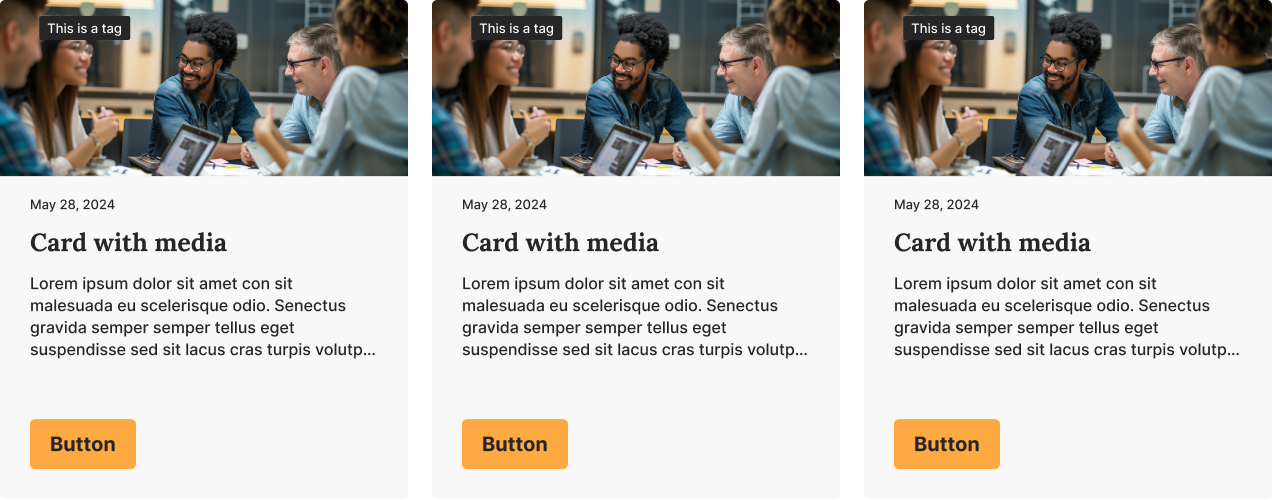 This is a tag
May 28, 2024
Card with media
Lorem ipsum dolor sit amet con sit
malesuada eu scelerisque odio. Senectus
gravida semper semper tellus eget
suspendisse sed sit lacus cras turpis volutp...
Button
This is a tag
May 28, 2024
Card with media
Lorem ipsum dolor sit amet con sit
malesuada eu scelerisque odio. Senectus
gravida semper semper tellus eget
suspendisse sed sit lacus cras turpis volutp...
Button
This is a tag
May 28, 2024
Card with media
Lorem ipsum dolor sit amet con sit
malesuada eu scelerisque odio. Senectus
gravida semper semper tellus eget
suspendisse sed sit lacus cras turpis volutp...
Button